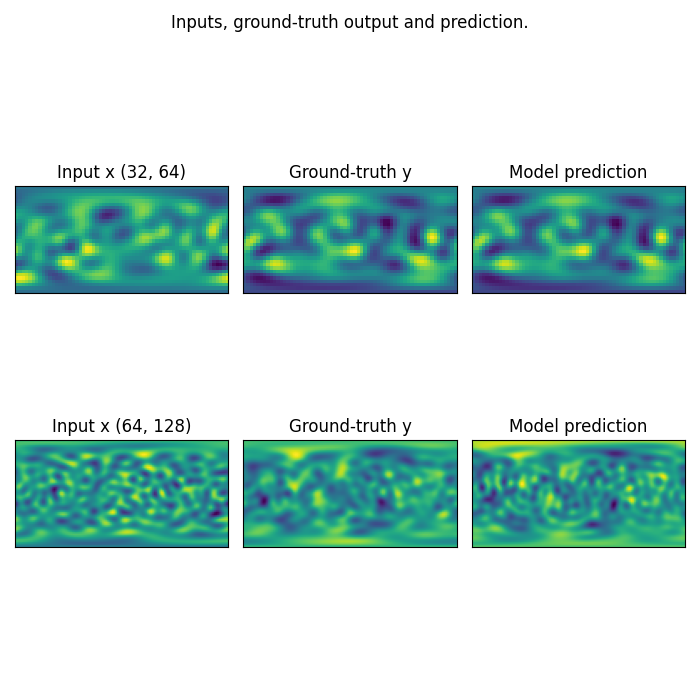 Inputs, ground-truth output and prediction.
Input x (32, 64)
Ground-truth y
Model prediction
Input x (64, 128)
Ground-truth y
Model prediction